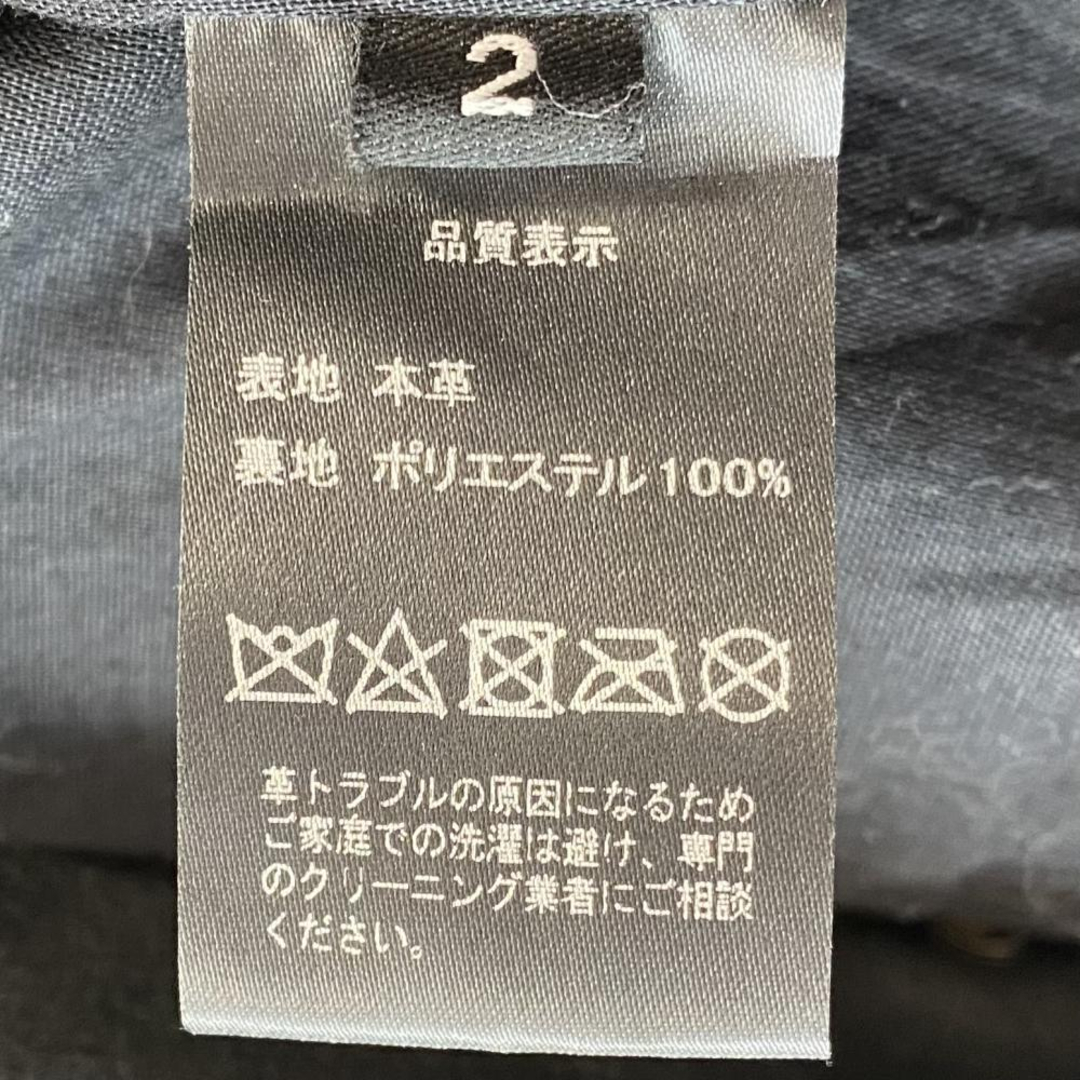 2
品質表示
表地 本革
裏地 ポリエステル100%
革トラブルの原因になるため
ご家庭での洗濯は避け、専門
のクリーニング業者にご相談
ください。